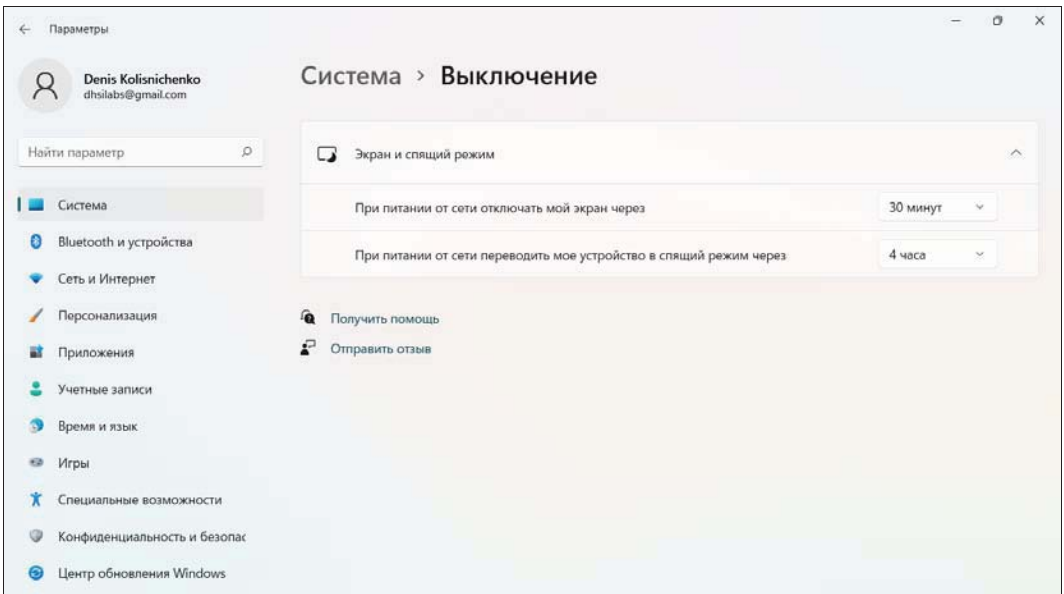 Параметры
Denis Kolisnichenko
dhsilabs@gmail.com
Найти параметр
Система
Bluetooth и устройства
Сеть и Интернет
Персонализация
Приложения
Учетные записи
Время и язык
Игры
Специальные возможности
Конфиденциальность и безопас
Центр обновления Windows
Система > Выключение
Экран и спящий режим
При питании от сети отключать мой экран через
30 минут
При питании от сети переводить мое устройство в спящий режим через
4 часа
Получить помощь
Отправить отзыв